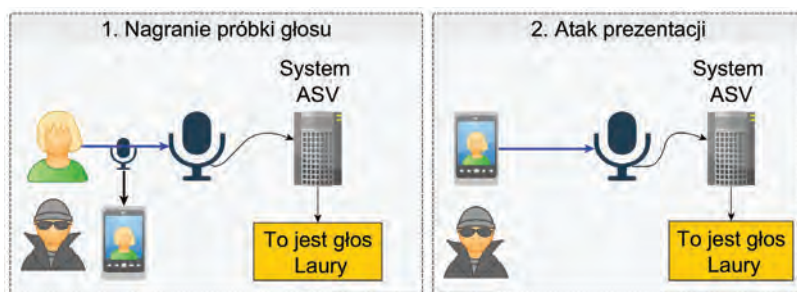 1. Nagranie próbki głosu
System
ASV
To jest głos
Laury
2. Atak prezentacji
System
ASV
To jest głos
Laury